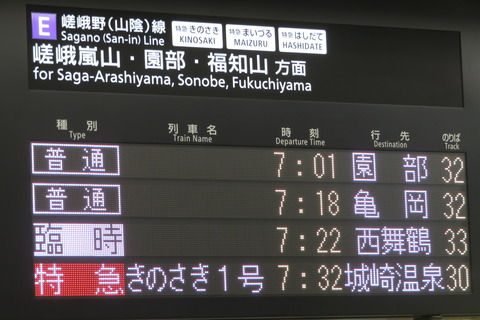 E 嵯峨野(山陰)線
Sagano (San-in) Line
特急 きのさき KINOSAKI
特急 まいづる MAIZURU
特急 はしだて HASHIDATE
嵯峨嵐山・園部・福知山 方面
for Saga-Arashiyama, Sonobe, Fukuchiyama
種別 列車名 時刻 行先 のりば
Type Train Name Departure Time Destination Track
普通 7:01 園部 32
普通 7:18 亀岡 32
臨時 7:22 西舞鶴 33
特急 きのさき1号 7:32 城崎温泉 30